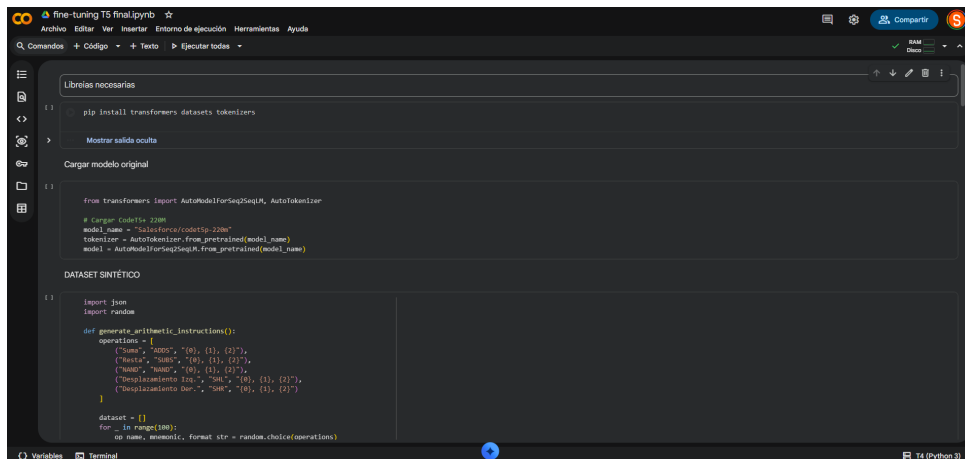 fine-tuning T5 final.ipynb
Archivo Editar Ver Insertar Entorno de ejecución Herramientas Ayuda
Compartir
S
Comandos + Código + Texto Ejecutar todas
RAM
Disco
Libreias necesarias
[ ]
pip install transformers datasets tokenizers
Mostrar salida oculta
Cargar modelo original
[ ]
from transformers import AutoModelForSeq2SeqLM, AutoTokenizer
# Cargar CodeT5+ 220M
model_name = "Salesforce/codet5p-220m"
tokenizer = AutoTokenizer.from_pretrained(model_name)
model = AutoModelForSeq2SeqLM.from_pretrained(model_name)
DATASET SINTÉTICO
[ ]
import json
import random
def generate_arithmetic_instructions():
operations = [
("Suma", "ADDS", "{0}, {1}, {2}"),
("Resta", "SUBS", "{0}, {1}, {2}"),
("NAND", "NAND", "{0}, {1}, {2}"),
("Desplazamiento Izq.", "SHL", "{0}, {1}, {2}"),
("Desplazamiento Der.", "SHR", "{0}, {1}, {2}")
]
dataset = []
for _ in range(100):
op_name, mnemonic, format_str = random.choice(operations)
Variables Terminal
T4 (Python 3)